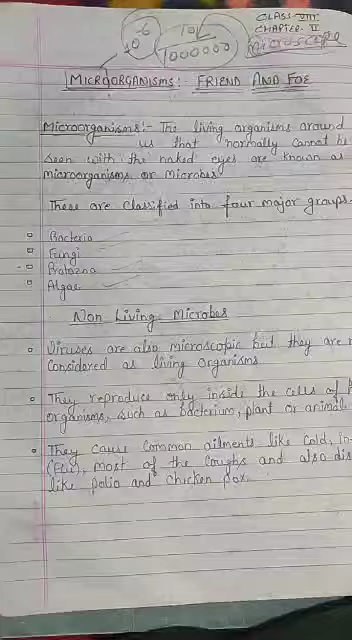 CLASS-VIII
CHAPTER-II
MICROSCOPE
-6
10
1000000
MICROORGANISMS:- FRIEND AND FOE
Microorganisms:- The living organisms around
us that normally cannot
seen with the naked eyes are known as
microorganisms or microbes
These are classified into four major groups.
Bacteria
Fungi
Protozoa
Algae
Non Living Microbes
Viruses are also microscopic but they are
considered as living organisms.
They reproduce only inside the cells of
organisms, such as bacterium, plant or animal
They cause common ailments like cold,
(Flu), most of the coughs and also
like polio and chicken pox.